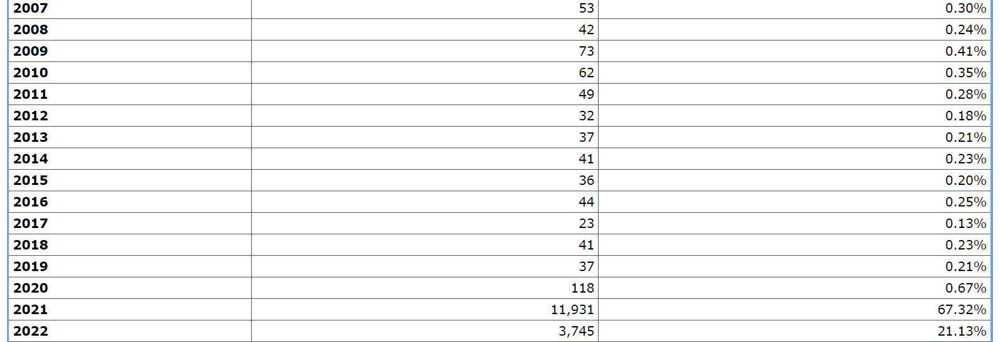 2007 53 0.30%
2008 42 0.24%
2009 73 0.41%
2010 62 0.35%
2011 49 0.28%
2012 32 0.18%
2013 37 0.21%
2014 41 0.23%
2015 36 0.20%
2016 44 0.25%
2017 23 0.13%
2018 41 0.23%
2019 37 0.21%
2020 118 0.67%
2021 11,931 67.32%
2022 3,745 21.13%